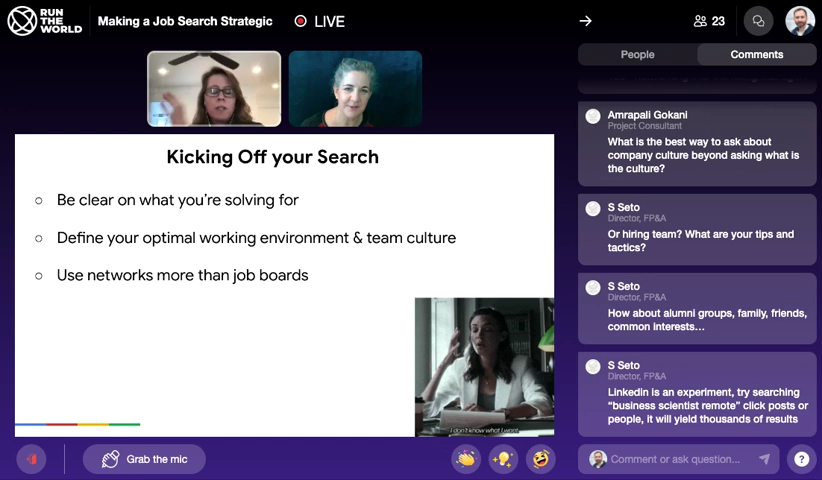 RUN
THE
WORLD
Making a Job Search Strategic
LIVE
23
People
Comments
Kicking Off your Search
Be clear on what you’re solving for
Define your optimal working environment & team culture
Use networks more than job boards
I don't know what I want.
Amrapali Gokani
Project Consultant
What is the best way to ask about
company culture beyond asking what is
the culture?
S Seto
Director, FP&A
Or hiring team? What are your tips and
tactics?
S Seto
Director, FP&A
How about alumni groups, family, friends,
common interests...
S Seto
Director, FP&A
Linkedin is an experiment, try searching
“business scientist remote” click posts or
people, it will yield thousands of results
Grab the mic
Comment or ask question...
?